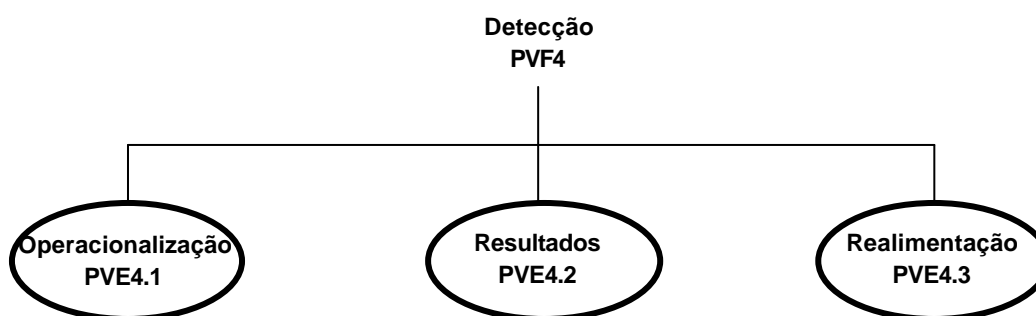 Detecção
PVF4
Operacionalização
PVE4.1
Resultados
PVE4.2
Realimentação
PVE4.3